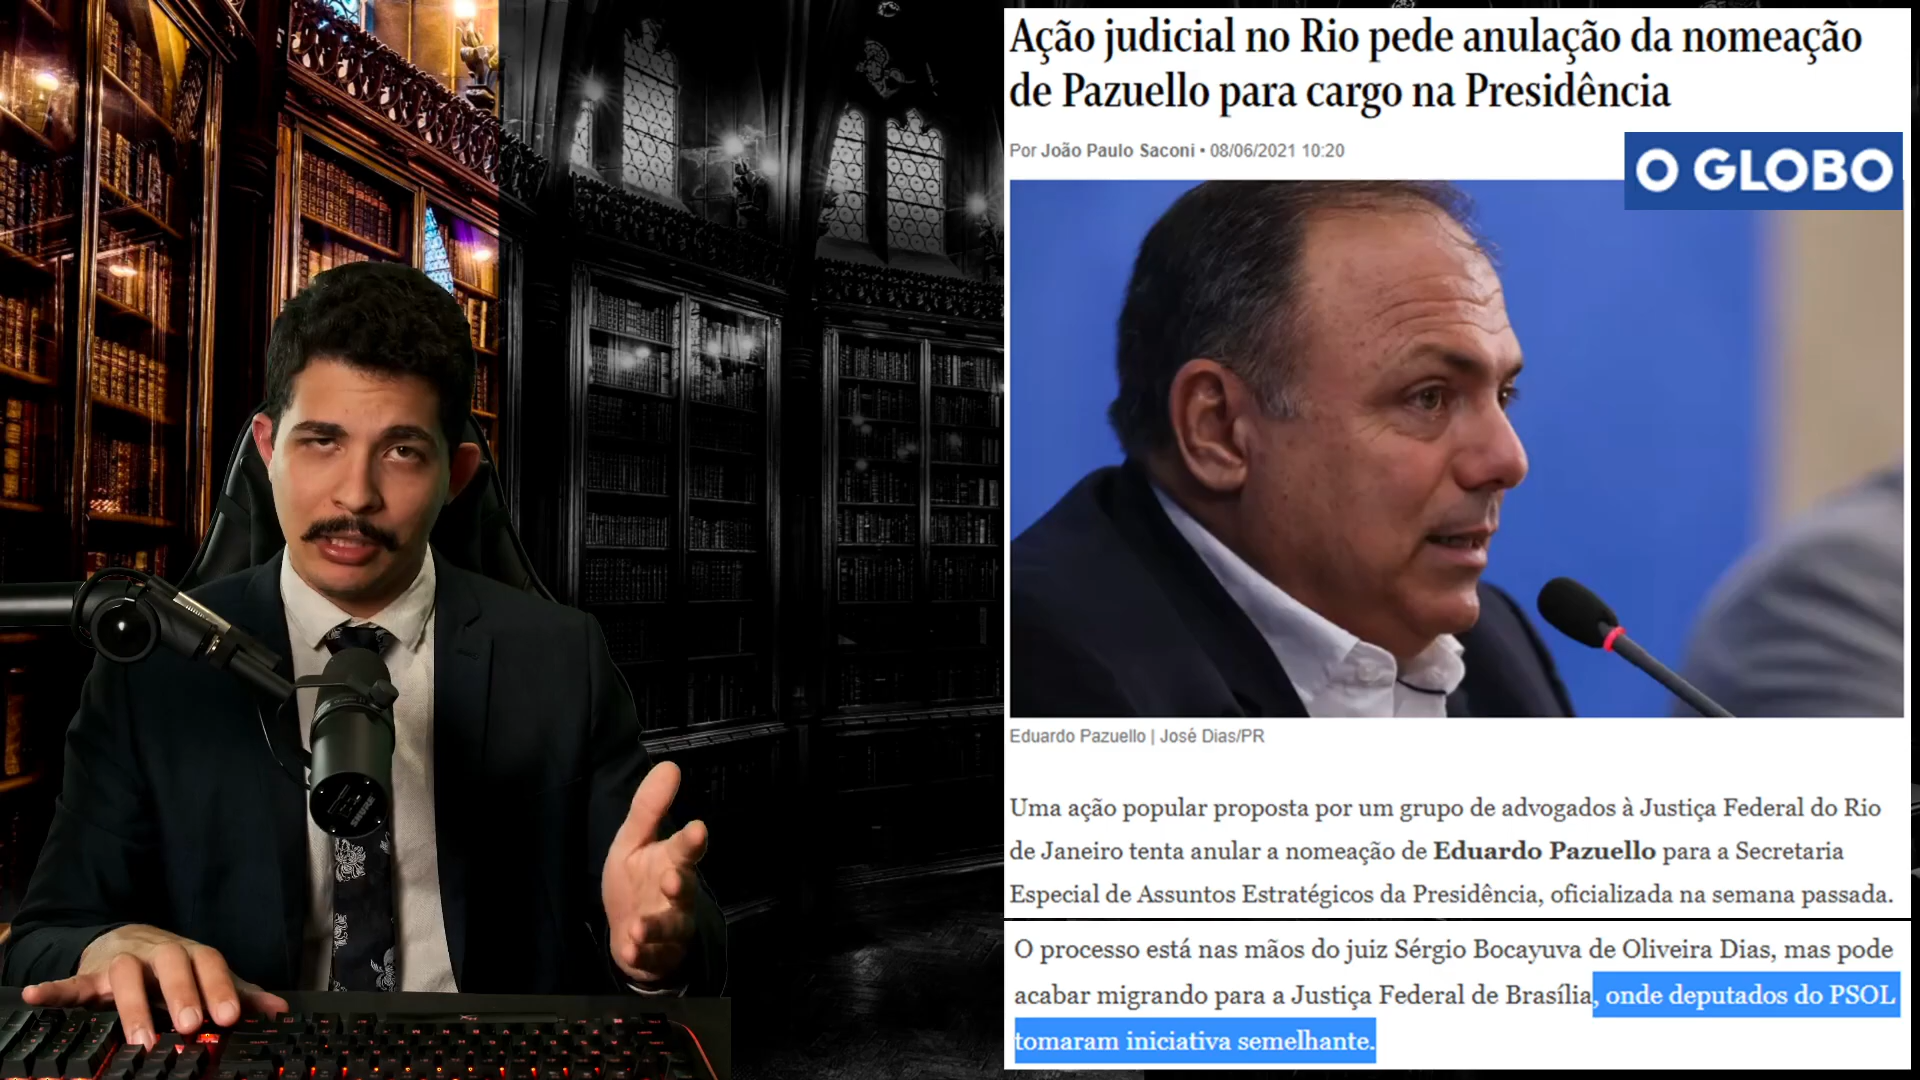 Ação judicial no Rio pede anulação da nomeação
de Pazuello para cargo na Presidência
Por João Paulo Saconi • 08/06/2021 10:20
O GLOBO
Eduardo Pazuello | José Dias/PR
Uma ação popular proposta por um grupo de advogados à Justiça Federal do Rio
de Janeiro tenta anular a nomeação de Eduardo Pazuello para a Secretaria
Especial de Assuntos Estratégicos da Presidência, oficializada na semana passada.
O processo está nas mãos do juiz Sérgio Bocayuva de Oliveira Dias, mas pode
acabar migrando para a Justiça Federal de Brasília, onde deputados do PSOL
tomaram iniciativa semelhante.
SHURE